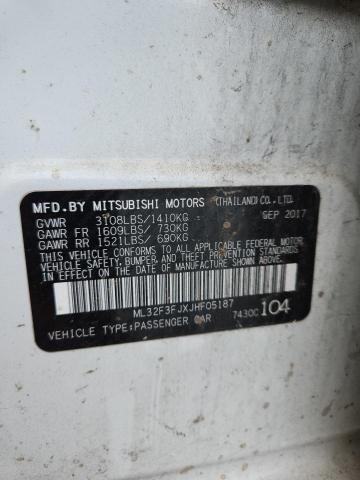 MFD.BY MITSUBISHI MOTORS (THAILAND) CO., LTD.
GVWR 3108LBS/1410KG SEP 2017
GAWR FR 1609LBS/ 730KG
GAWR RR 1521LBS/ 690KG
THIS VEHICLE CONFORMS TO ALL APPLICABLE FEDERAL MOTOR
VEHICLE SAFETY, BUMPER, AND THEFT PREVENTION STANDARDS
IN EFFECT ON THE DATE OF MANUFACTURE SHOWN ABOVE.
ML32F3FJXJHF05187
VEHICLE TYPE:PASSENGER CAR 7430C 104